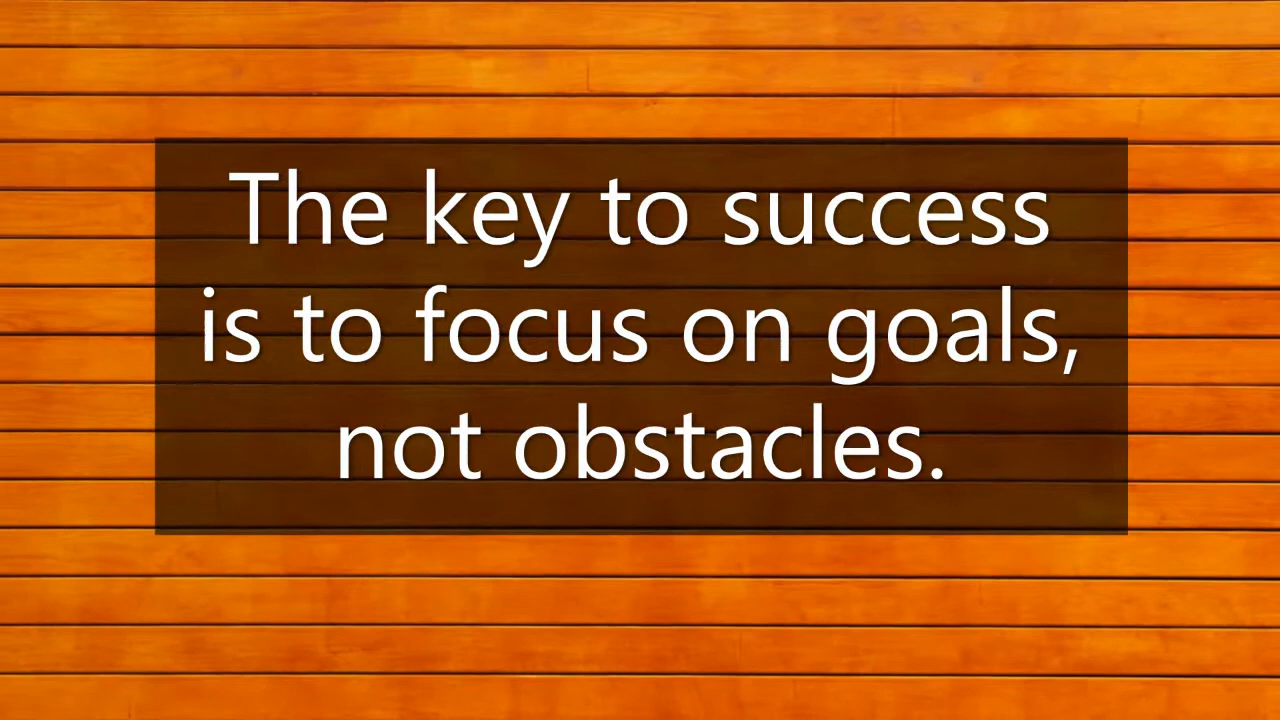 The key to success
is to focus on goals,
not obstacles.